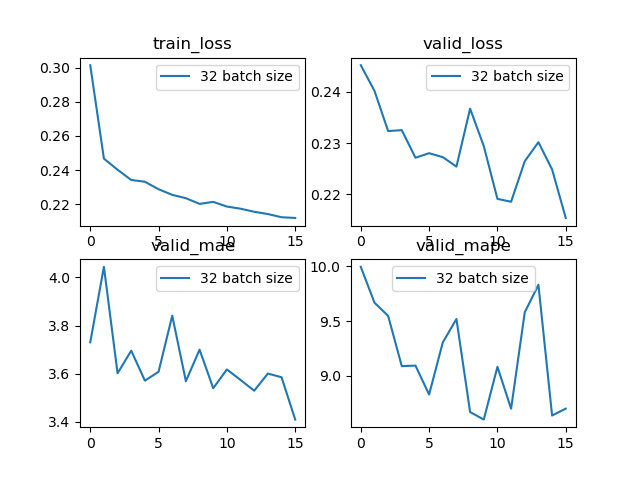 train_loss
32 batch size
0.30
0.28
0.26
0.24
0.22
0 5 10 15
valid_loss
32 batch size
0.24
0.23
0.22
0 5 10 15
valid_mae
32 batch size
4.0
3.8
3.6
3.4
0 5 10 15
valid_mape
32 batch size
10.0
9.5
9.0
0 5 10 15